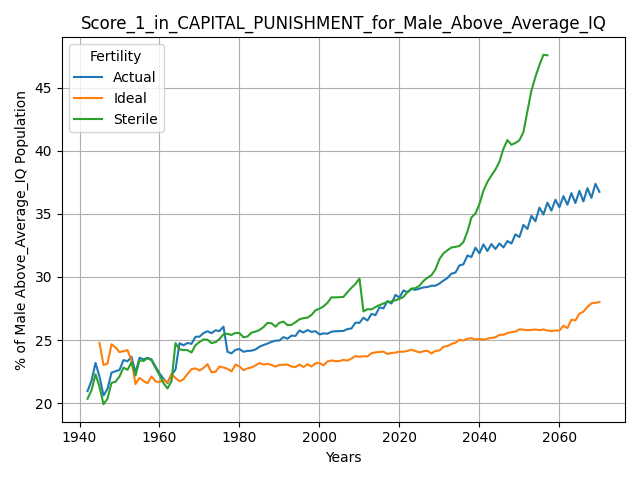 Score_1_in_CAPITAL_PUNISHMENT_for_Male_Above_Average_IQ
Fertility
Actual
Ideal
Sterile
% of Male Above_Average_IQ Population
45
40
35
30
25
20
1940 1960 1980 2000 2020 2040 2060
Years